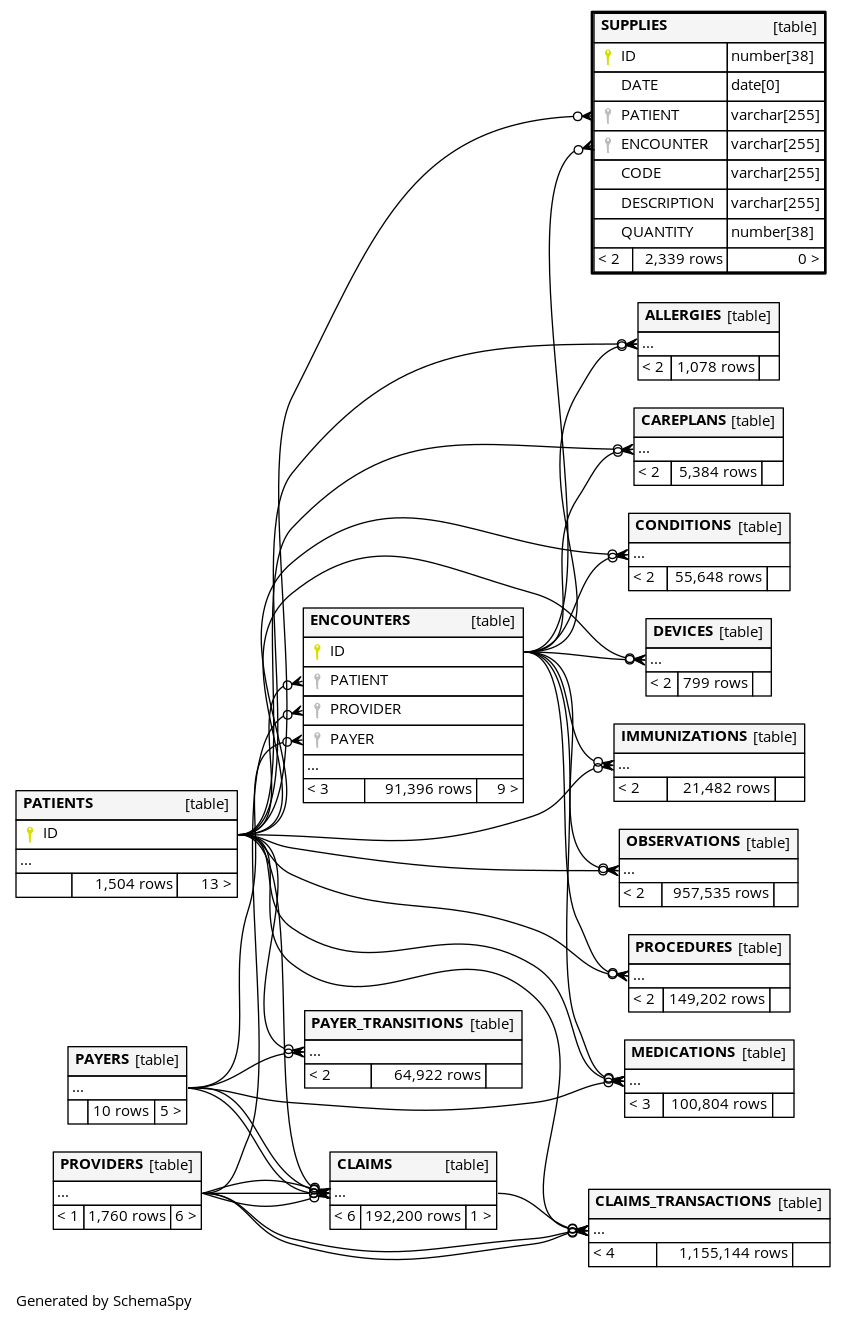 SUPPLIES [table]
ID number[38]
DATE date[0]
PATIENT varchar[255]
ENCOUNTER varchar[255]
CODE varchar[255]
DESCRIPTION varchar[255]
QUANTITY number[38]
< 2 2,339 rows 0 >
ALLERGIES [table]
...
< 2 1,078 rows
CAREPLANS [table]
...
< 2 5,384 rows
CONDITIONS [table]
...
< 2 55,648 rows
ENCOUNTERS [table]
ID
PATIENT
PROVIDER
PAYER
...
< 3 91,396 rows 9 >
DEVICES [table]
...
< 2 799 rows
IMMUNIZATIONS [table]
...
< 2 21,482 rows
PATIENTS [table]
ID
...
1,504 rows 13 >
OBSERVATIONS [table]
...
< 2 957,535 rows
PROCEDURES [table]
...
< 2 149,202 rows
PAYER_TRANSITIONS [table]
...
< 2 64,922 rows
PAYERS [table]
...
10 rows 5 >
MEDICATIONS [table]
...
< 3 100,804 rows
PROVIDERS [table]
...
< 1 1,760 rows 6 >
CLAIMS [table]
...
< 6 192,200 rows 1 >
CLAIMS_TRANSACTIONS [table]
...
< 4 1,155,144 rows
Generated by SchemaSpy